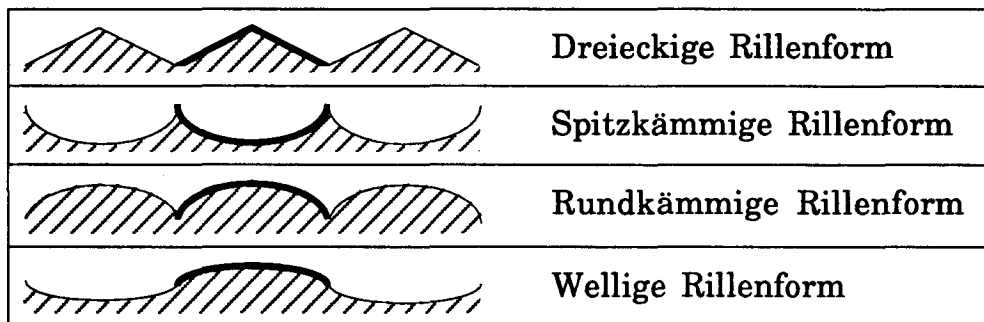 Dreieckige Rillenform
Spitzkämmige Rillenform
Rundkämmige Rillenform
Wellige Rillenform